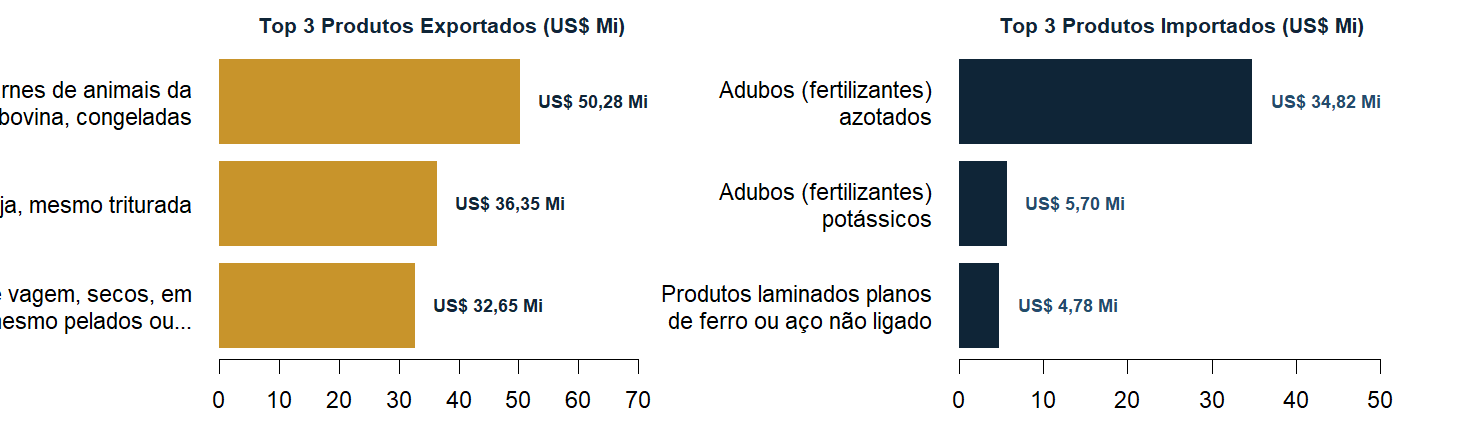 Top 3 Produtos Exportados (US$ Mi)
rnes de animais da
bovina, congeladas
US$ 50,28 Mi
ja, mesmo triturada
US$ 36,35 Mi
vagem, secos, em
esmo pelados ou...
US$ 32,65 Mi
0 10 20 30 40 50 60 70
Top 3 Produtos Importados (US$ Mi)
Adubos (fertilizantes)
azotados
US$ 34,82 Mi
Adubos (fertilizantes)
potássicos
US$ 5,70 Mi
Produtos laminados planos
de ferro ou aço não ligado
US$ 4,78 Mi
0 10 20 30 40 50